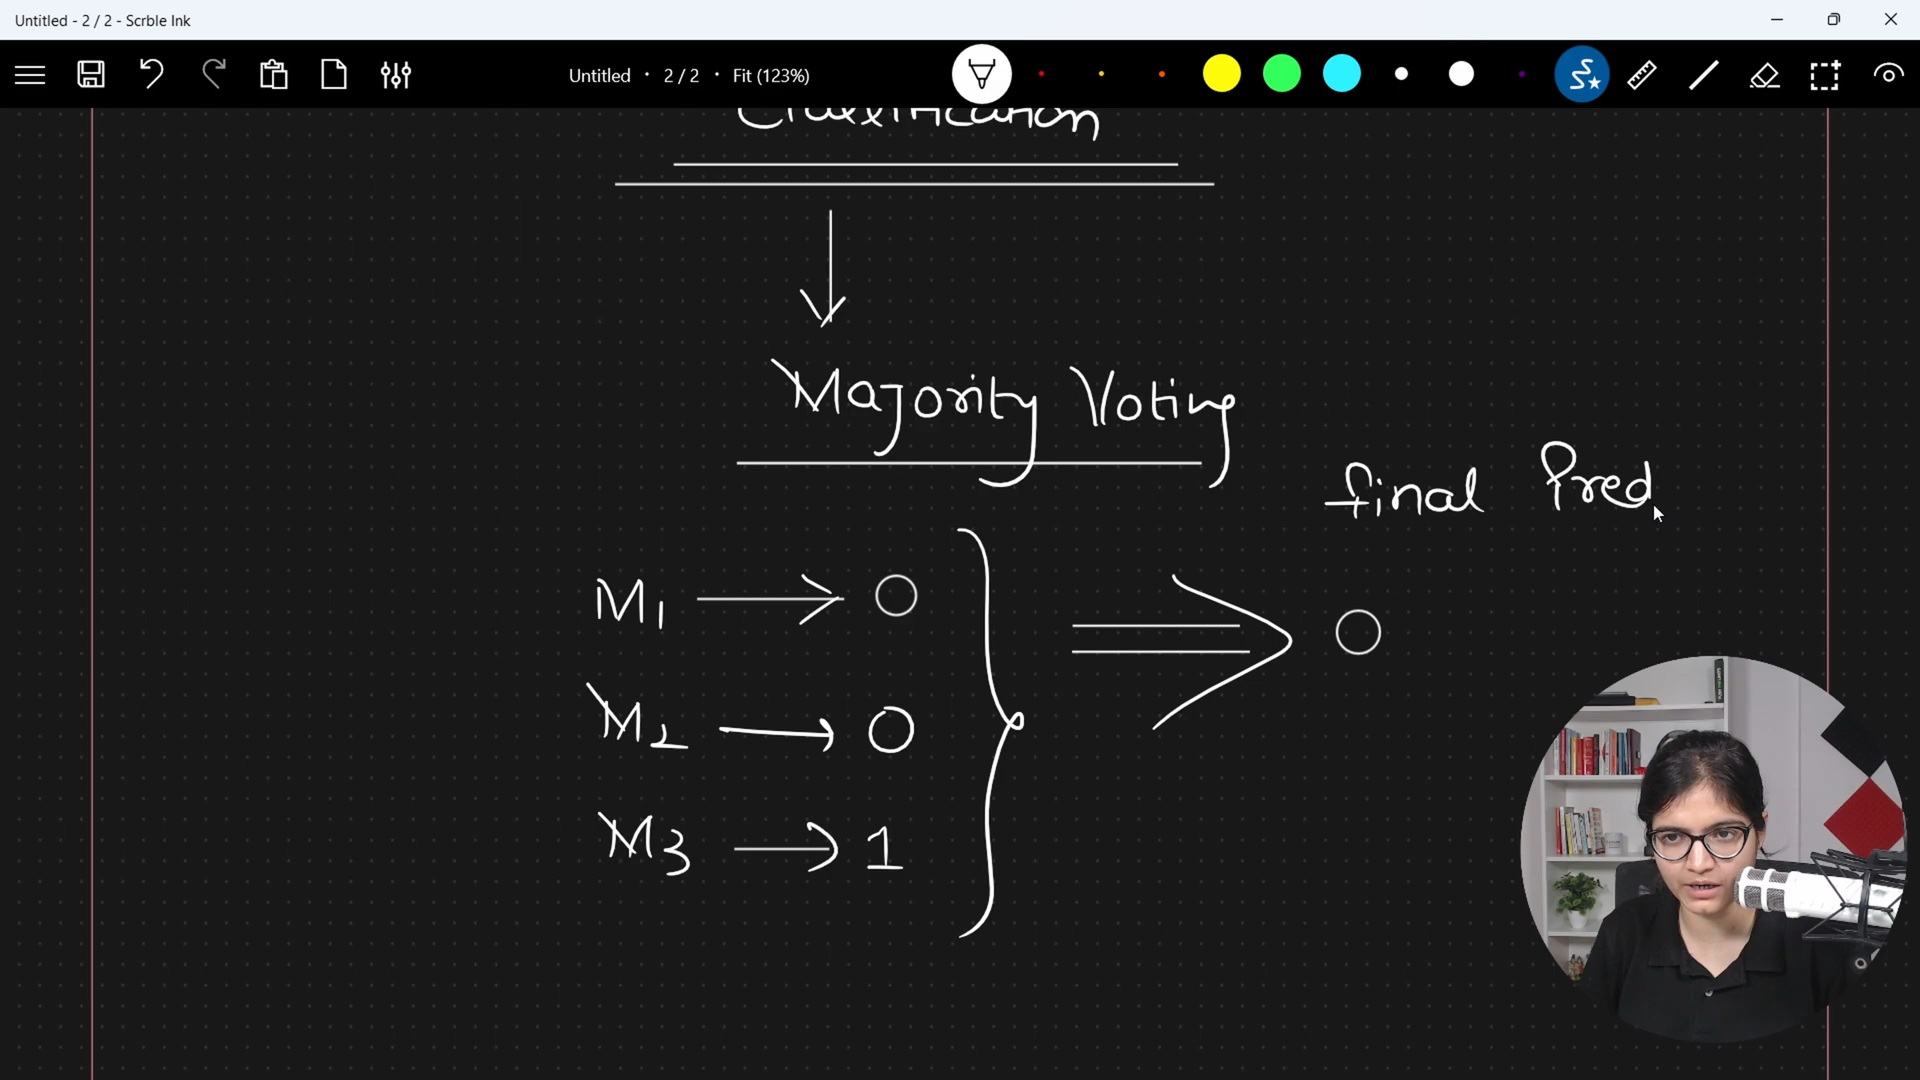 Untitled - 2 / 2 - Scrble Ink
Untitled • 2 / 2 • Fit (123%)
Classification
Majority Voting
final Pred
M1 → 0
M2 → 0
M3 → 1
⇒ 0